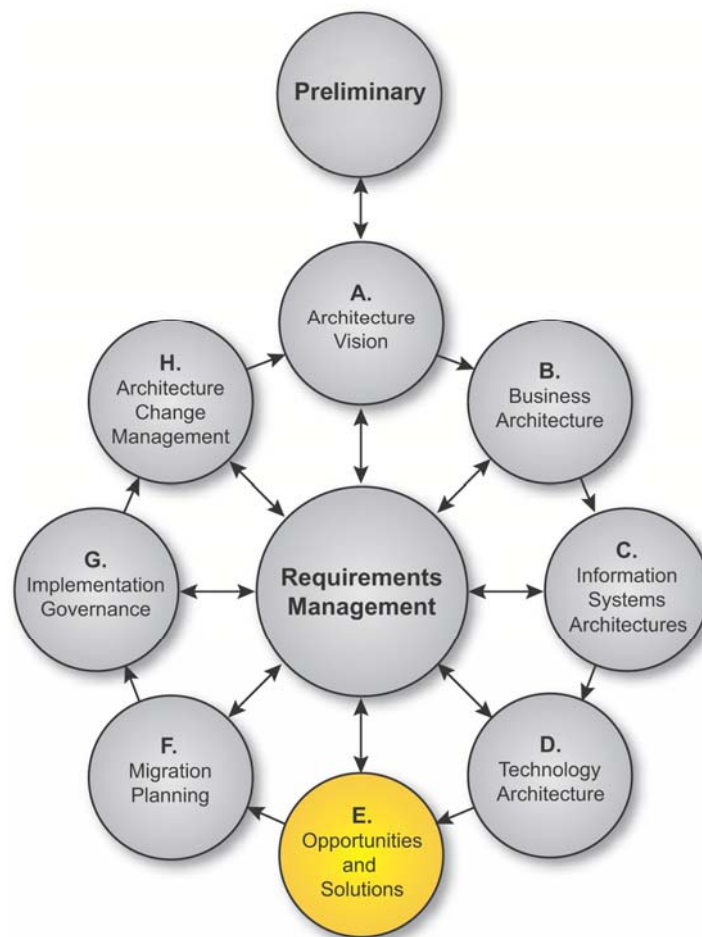 Preliminary
A.
Architecture
Vision
B.
Business
Architecture
C.
Information
Systems
Architectures
D.
Technology
Architecture
E.
Opportunities
and
Solutions
F.
Migration
Planning
G.
Implementation
Governance
H.
Architecture
Change
Management
Requirements
Management